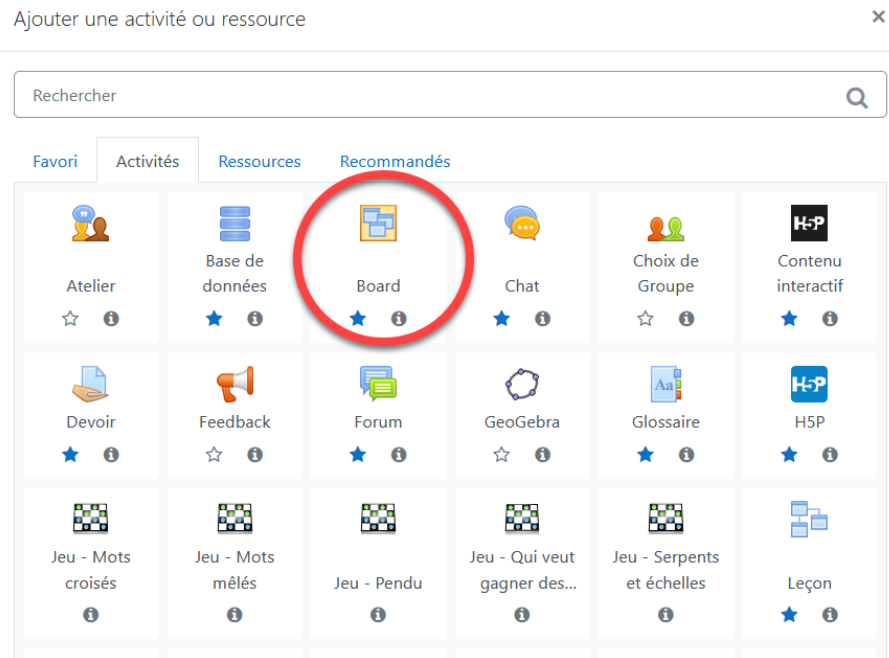 Ajouter une activité ou ressource
×
Rechercher
Favori Activités Ressources Recommandés
H5P
Atelier Base de données Board Chat Choix de Groupe Contenu interactif
Aa H5P
Devoir Feedback Forum GeoGebra Glossaire H5P
Jeu - Mots croisés Jeu - Mots mêlés Jeu - Pendu Jeu - Qui veut gagner des... Jeu - Serpents et échelles Leçon